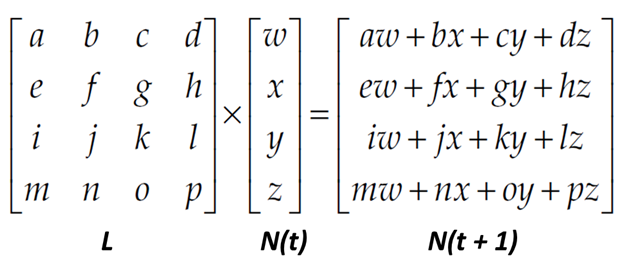 a b c d w aw + bx + cy + dz
e f g h x ew + fx + gy + hz
× =
i j k l y iw + jx + ky + lz
m n o p z mw + nx + oy + pz
L N(t) N(t + 1)